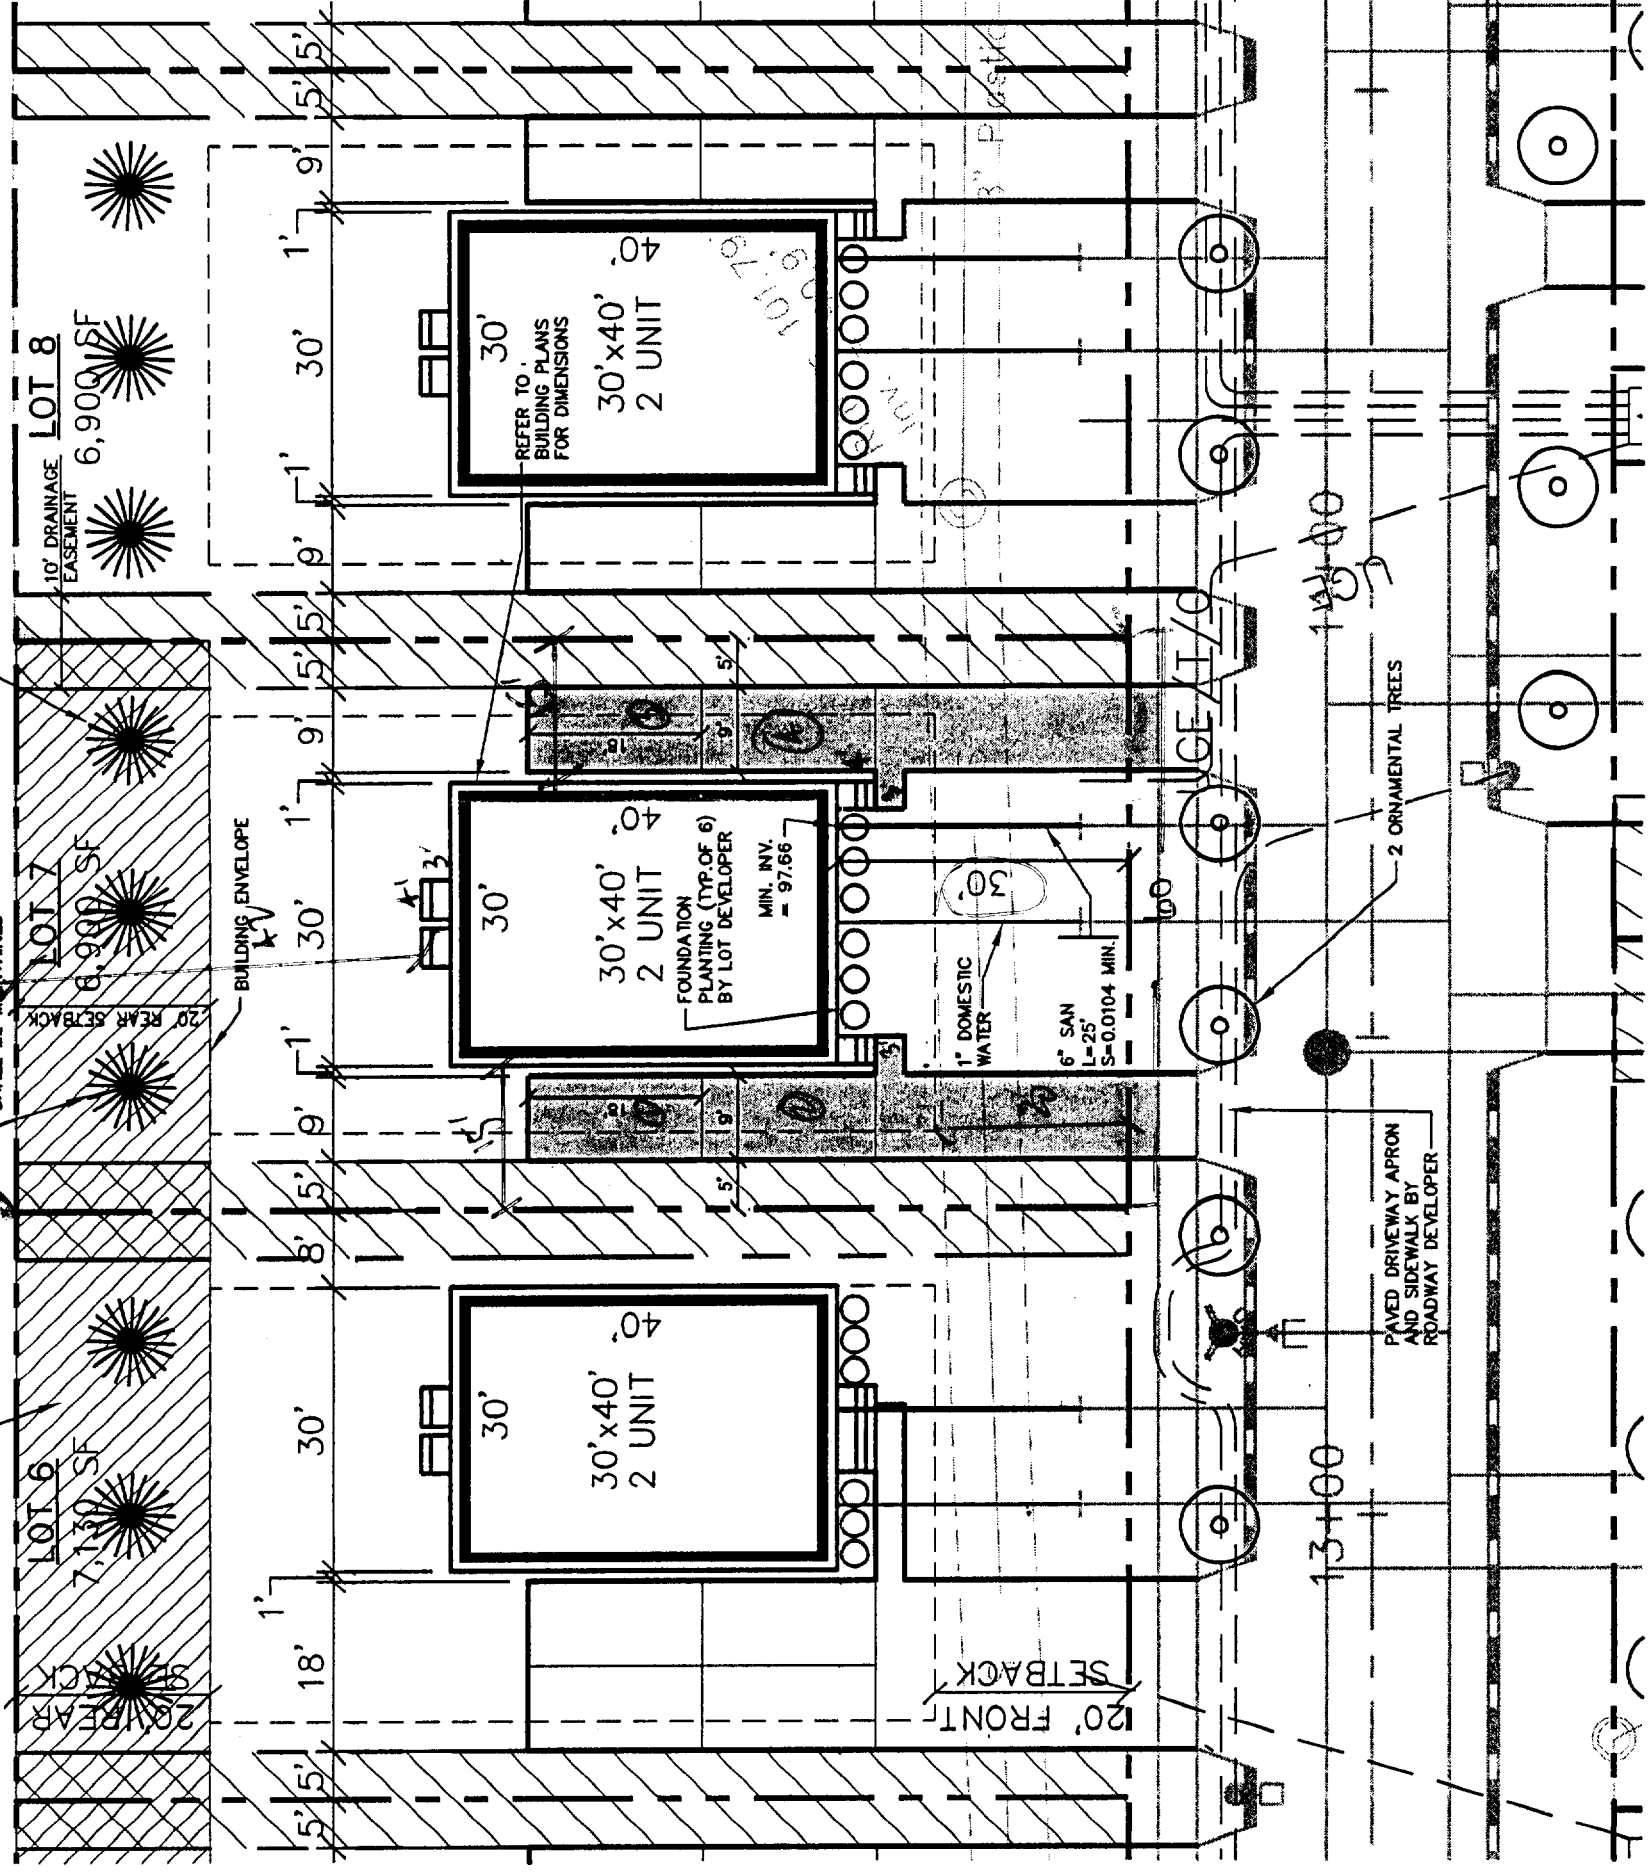 LOT 8
6,900 SF
10' DRAINAGE
EASEMENT
5'
5'
9'
1'
30'
1'
9'
5'
5'
30'
40'
30'x40'
2 UNIT
REFER TO
BUILDING PLANS
FOR DIMENSIONS
LOT 7
6,900 SF
20' REAR SETBACK
BUILDING ENVELOPE
9'
1'
30'
1'
9'
5'
8'
3'
30'
40'
30'x40'
2 UNIT
FOUNDATION
PLANTING (TYP.OF 6)
BY LOT DEVELOPER
MIN. INV.
= 97.66
18'
9'
5'
18'
9'
5'
30'
1" DOMESTIC
WATER
6" SAN
L=25'
S=0.0104 MIN.
60
GE/T/C
2 ORNAMENTAL TREES
PAVED DRIVEWAY APRON
AND SIDEWALK BY
ROADWAY DEVELOPER
LOT 6
7,130 SF
20' REAR
SETBACK
30'
1'
18'
5'
5'
30'
40'
30'x40'
2 UNIT
20' FRONT
SETBACK
13+00